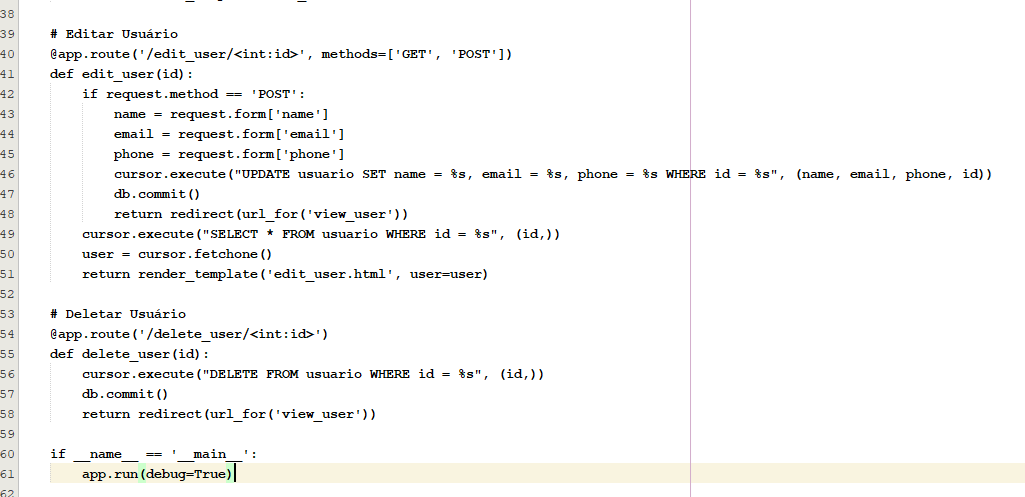 38
39 # Editar Usuário
40 @app.route('/edit_user/<int:id>', methods=['GET', 'POST'])
41 def edit_user(id):
42     if request.method == 'POST':
43         name = request.form['name']
44         email = request.form['email']
45         phone = request.form['phone']
46         cursor.execute("UPDATE usuario SET name = %s, email = %s, phone = %s WHERE id = %s", (name, email, phone, id))
47         db.commit()
48         return redirect(url_for('view_user'))
49     cursor.execute("SELECT * FROM usuario WHERE id = %s", (id,))
50     user = cursor.fetchone()
51     return render_template('edit_user.html', user=user)
52
53 # Deletar Usuário
54 @app.route('/delete_user/<int:id>')
55 def delete_user(id):
56     cursor.execute("DELETE FROM usuario WHERE id = %s", (id,))
57     db.commit()
58     return redirect(url_for('view_user'))
59
60 if __name__ == '__main__':
61     app.run(debug=True)
62